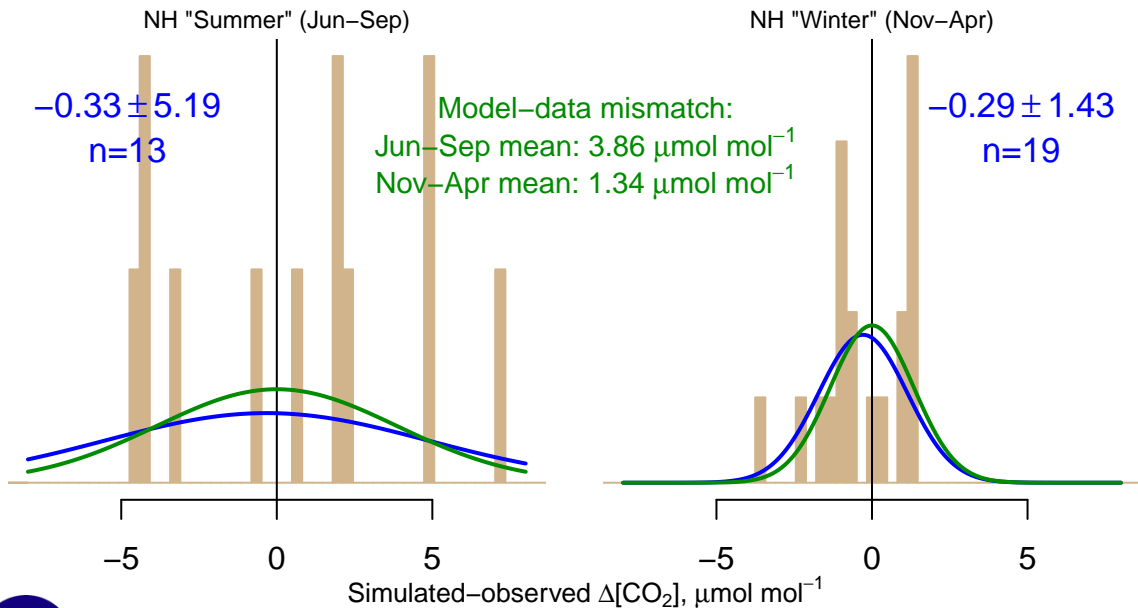 NH "Summer" (Jun−Sep)
NH "Winter" (Nov−Apr)
−0.33 ± 5.19
n=13
Model−data mismatch:
Jun−Sep mean: 3.86 μmol mol⁻¹
Nov−Apr mean: 1.34 μmol mol⁻¹
−0.29 ± 1.43
n=19
−5 0 5
−5 0 5
Simulated−observed Δ[CO₂], μmol mol⁻¹